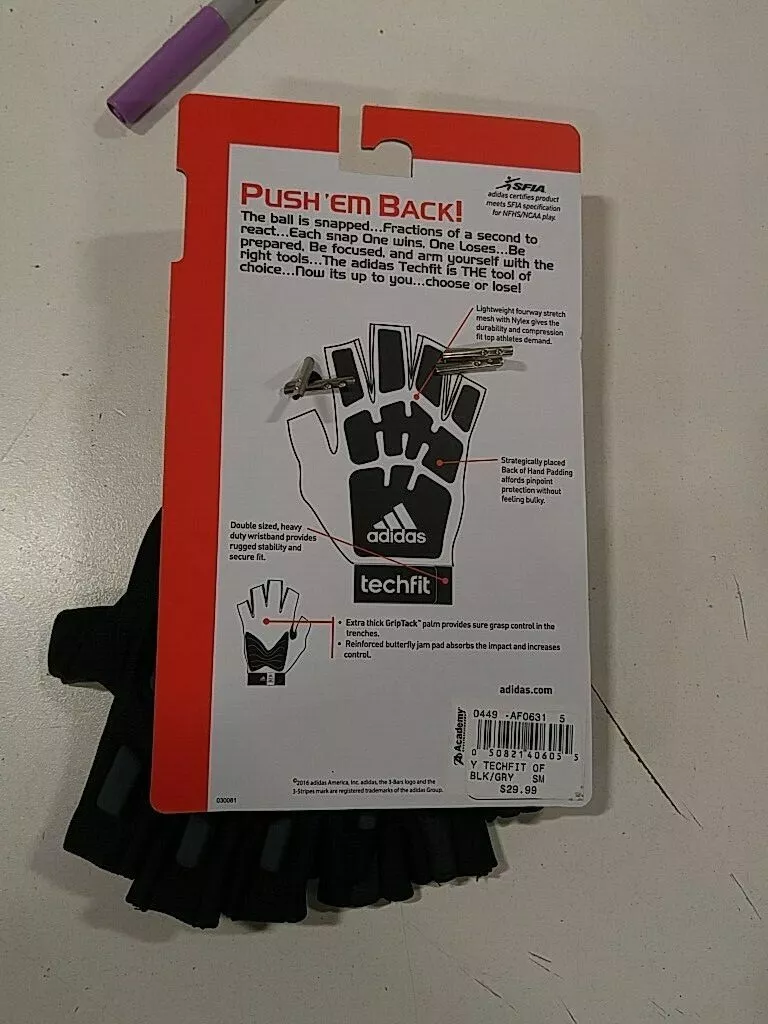 SFIA
adidas certifies product
meets SFIA specification
for NFHS/NCAA play.
PUSH 'EM BACK!
The ball is snapped...Fractions of a second to
react...Each snap One wins, One Loses...Be
prepared, Be focused, and arm yourself with the
right tools...The adidas Techfit is THE tool of
choice...Now its up to you...choose or lose!
Lightweight fourway stretch
mesh with Nylex gives the
durability and compression
fit top athletes demand.
Strategically placed
Back of Hand Padding
affords pinpoint
protection without
feeling bulky.
adidas
Double sized, heavy
duty wristband provides
rugged stability and
secure fit.
techfit
• Extra thick GripTack™ palm provides sure grasp control in the
trenches.
• Reinforced butterfly jam pad absorbs the impact and increases
control.
adidas.com
Academy
0449 -AF0631 5
0 50821 40605 5
Y TECHFIT OF
BLK/GRY SM
$29.99
©2016 adidas America, Inc. adidas, the 3-Bars logo and the
3-Stripes mark are registered trademarks of the adidas Group.
030081